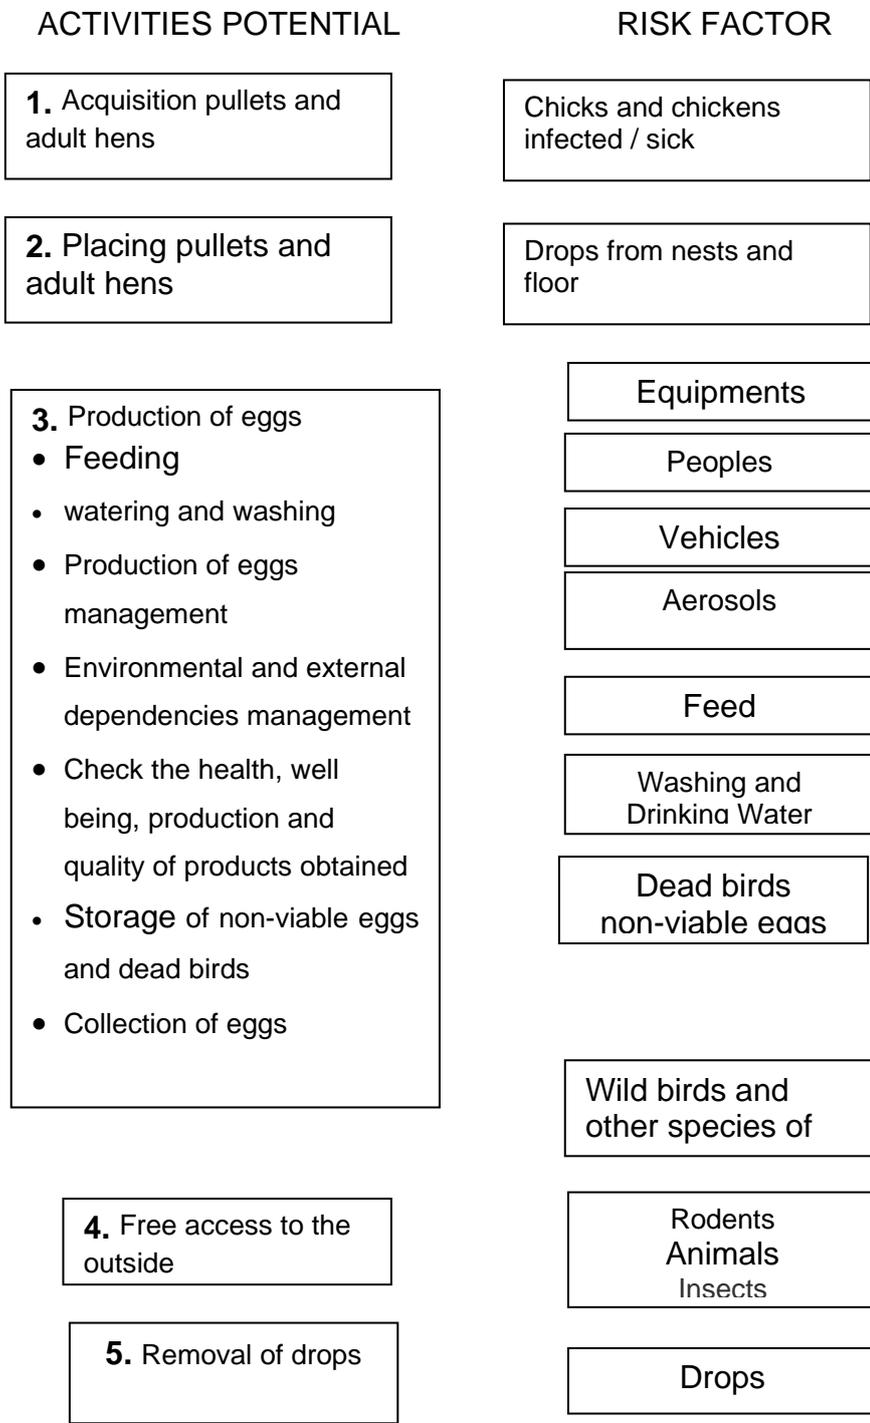 ACTIVITIES POTENTIAL
RISK FACTOR
1. Acquisition pullets and
adult hens
Chicks and chickens
infected / sick
2. Placing pullets and
adult hens
Drops from nests and
floor
3. Production of eggs
• Feeding
• watering and washing
• Production of eggs
management
• Environmental and external
dependencies management
• Check the health, well
being, production and
quality of products obtained
• Storage of non-viable eggs
and dead birds
• Collection of eggs
Equipments
Peoples
Vehicles
Aerosols
Feed
Washing and
Drinking Water
Dead birds
non-viable eggs
Wild birds and
other species of
4. Free access to the
outside
Rodents
Animals
Insects
5. Removal of drops
Drops